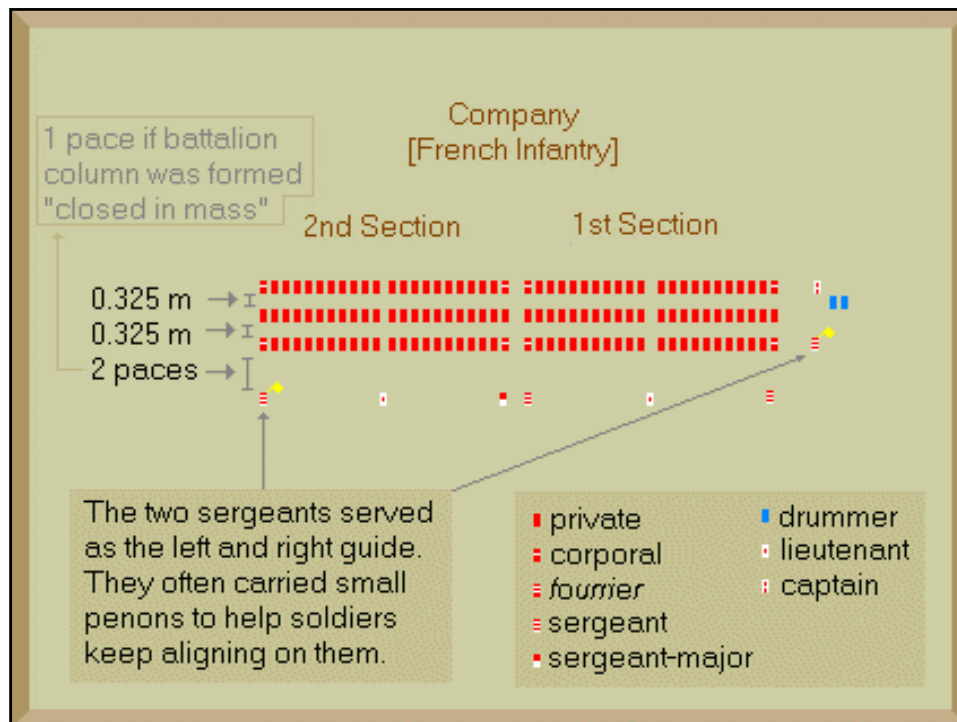 Company
[French Infantry]
1 pace if battalion
column was formed
"closed in mass"
2nd Section
1st Section
0.325 m
0.325 m
2 paces
The two sergeants served
as the left and right guide.
They often carried small
penons to help soldiers
keep aligning on them.
private
corporal
fourrier
sergeant
sergeant-major
drummer
lieutenant
captain